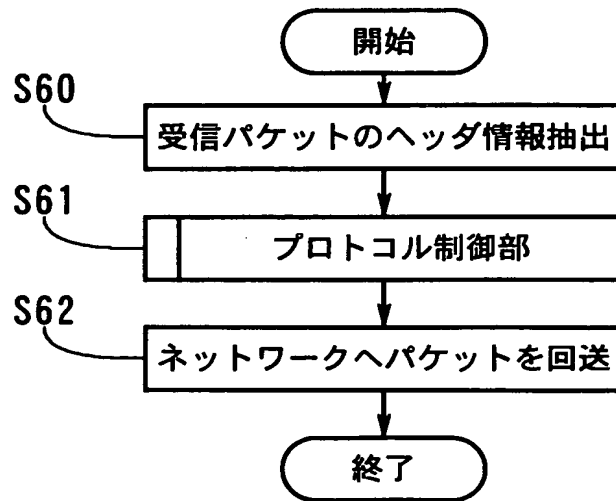 開始
S60
受信パケットのヘッダ情報抽出
S61
プロトコル制御部
S62
ネットワークへパケットを回送
終了